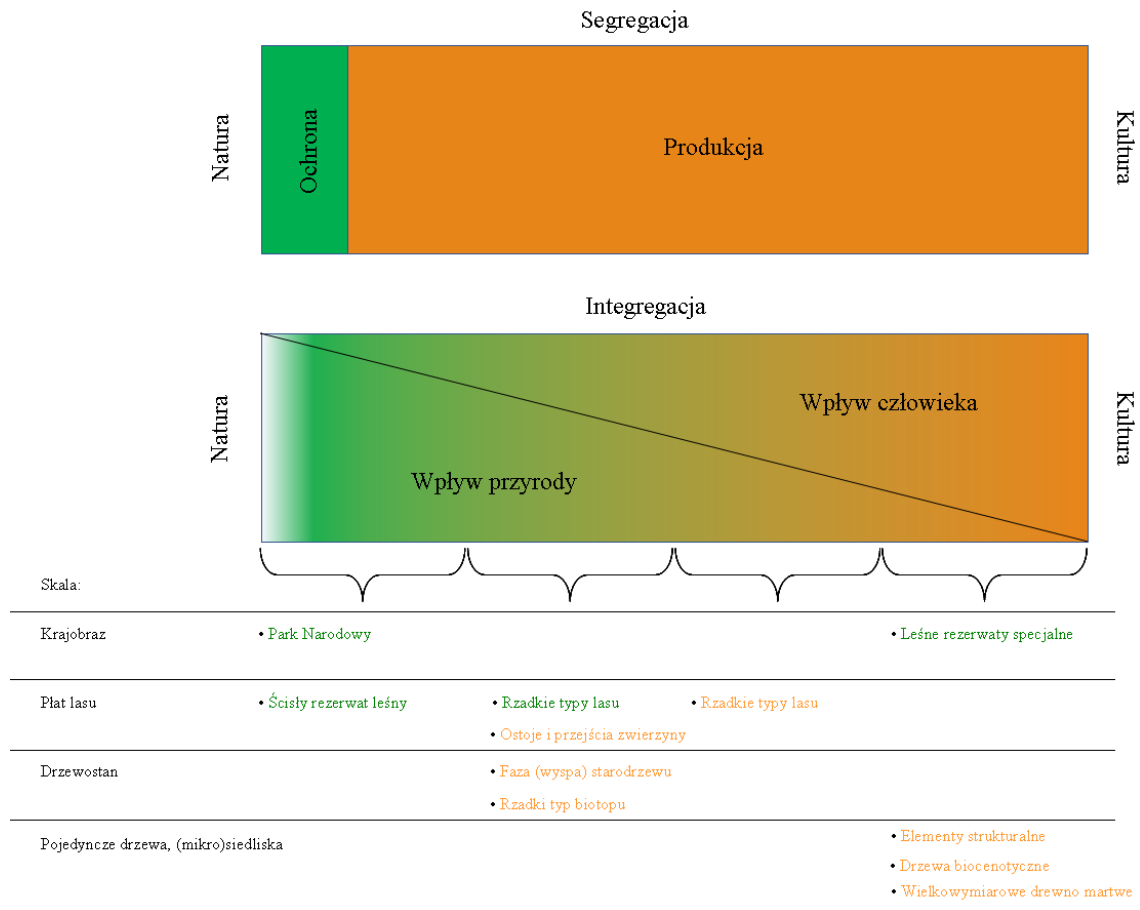 Segregacja
Natura
Ochrona
Produkcja
Kultura
Integregacja
Natura
Wpływ człowieka
Wpływ przyrody
Kultura
Skala:
Krajobraz
• Park Narodowy
• Leśne rezerwaty specjalne
Płat lasu
• Ścisły rezerwat leśny
• Rzadkie typy lasu
• Rzadkie typy lasu
• Ostoje i przejścia zwierzyny
Drzewostan
• Faza (wyspa) starodrzewu
• Rzadki typ biotopu
Pojedyncze drzewa, (mikro)siedliska
• Elementy strukturalne
• Drzewa biocenotyczne
• Wielkowymiarowe drewno martwe